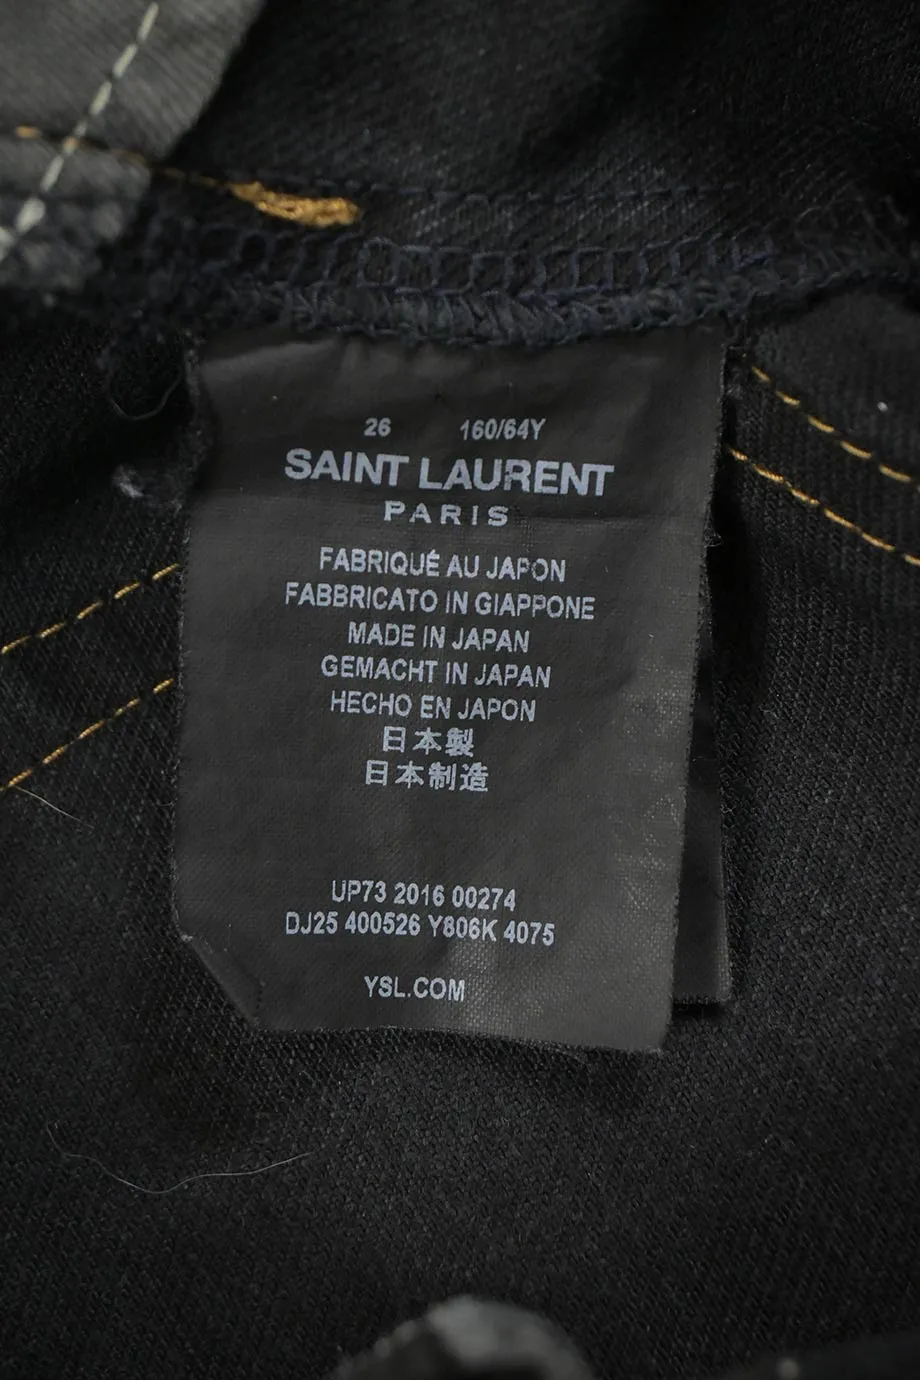 26 160/64Y
SAINT LAURENT
PARIS
FABRIQUÉ AU JAPON
FABBRICATO IN GIAPPONE
MADE IN JAPAN
GEMACHT IN JAPAN
HECHO EN JAPON
日本製
日本制造
UP73 2016 00274
DJ25 400526 Y806K 4075
YSL.COM